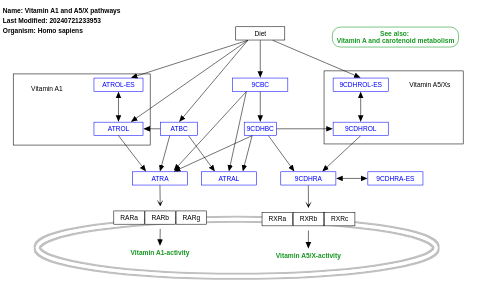 Name: Vitamin A1 and A5/X pathways
Last Modified: 20240721233953
Organism: Homo sapiens
Diet
See also:
Vitamin A and carotenoid metabolism
Vitamin A1
ATROL-ES
9CBC
9CDHROL-ES
Vitamin A5/Xs
ATROL
ATBC
9CDHBC
9CDHROL
ATRA
ATRAL
9CDHRA
9CDHRA-ES
RARa
RARb
RARg
RXRa
RXRb
RXRc
Vitamin A1-activity
Vitamin A5/X-activity